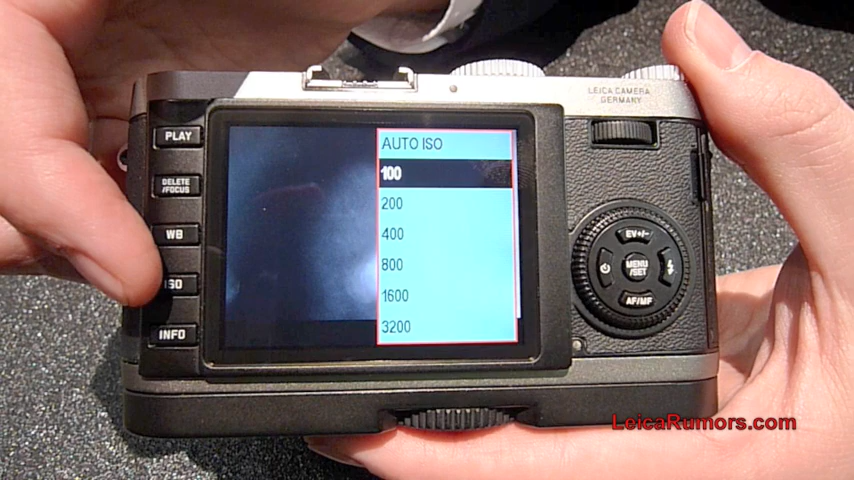 LEICA CAMERA
GERMANY
PLAY
DELETE
/FOCUS
WB
ISO
INFO
AUTO ISO
100
200
400
800
1600
3200
EV+/-
MENU
/SET
AF/MF
LeicaRumors.com